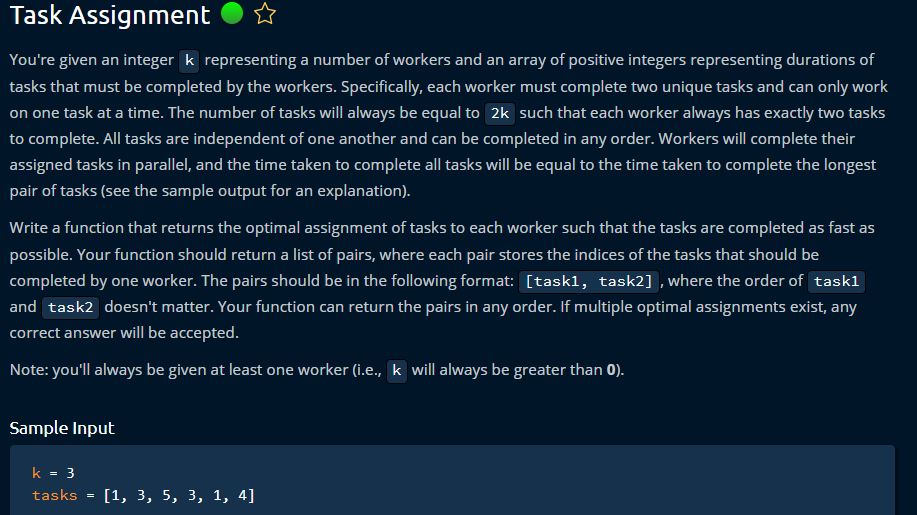 Task Assignment
You're given an integer k representing a number of workers and an array of positive integers representing durations of
tasks that must be completed by the workers. Specifically, each worker must complete two unique tasks and can only work
on one task at a time. The number of tasks will always be equal to 2k such that each worker always has exactly two tasks
to complete. All tasks are independent of one another and can be completed in any order. Workers will complete their
assigned tasks in parallel, and the time taken to complete all tasks will be equal to the time taken to complete the longest
pair of tasks (see the sample output for an explanation).
Write a function that returns the optimal assignment of tasks to each worker such that the tasks are completed as fast as
possible. Your function should return a list of pairs, where each pair stores the indices of the tasks that should be
completed by one worker. The pairs should be in the following format: [task1, task2], where the order of task1
and task2 doesn't matter. Your function can return the pairs in any order. If multiple optimal assignments exist, any
correct answer will be accepted.
Note: you'll always be given at least one worker (i.e., k will always be greater than 0).
Sample Input
k = 3
tasks = [1, 3, 5, 3, 1, 4]